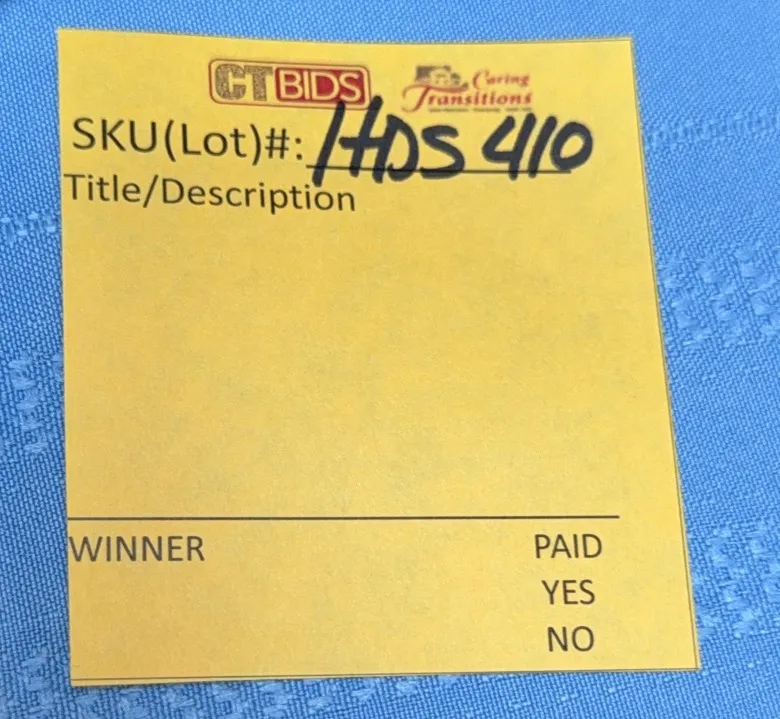 CTBIDS Caring Transitions
SKU(Lot)#: HDS 410
Title/Description
WINNER PAID
YES
NO